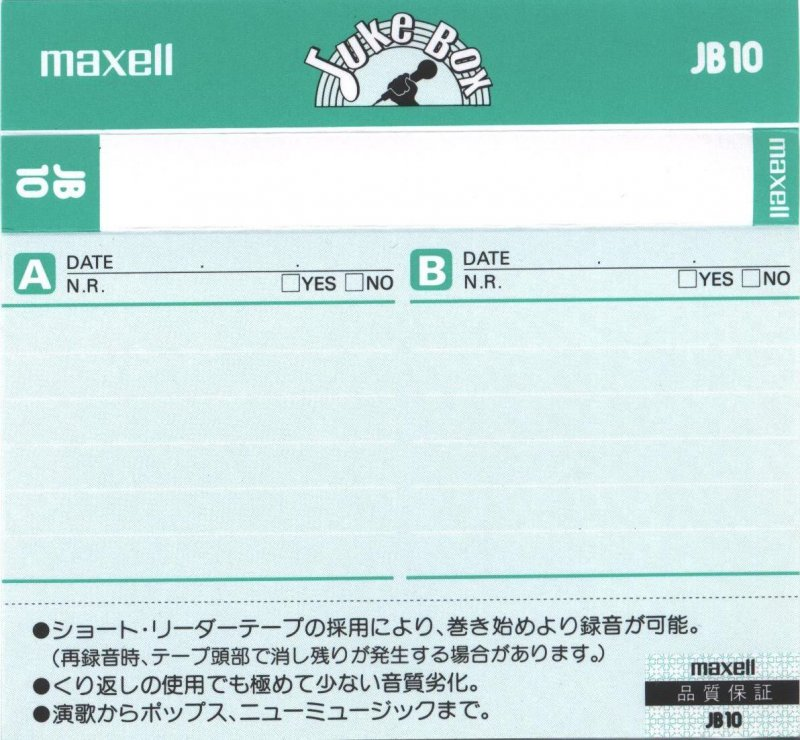 maxell
Juke Box
JB10
JB
10
maxell
A
DATE . .
N.R. □YES □NO
B
DATE . .
N.R. □YES □NO
●ショート・リーダーテープの採用により、巻き始めより録音が可能。
(再録音時、テープ頭部で消し残りが発生する場合があります。)
●くり返しの使用でも極めて少ない音質劣化。
●演歌からポップス、ニューミュージックまで。
maxell
品質保証
JB10